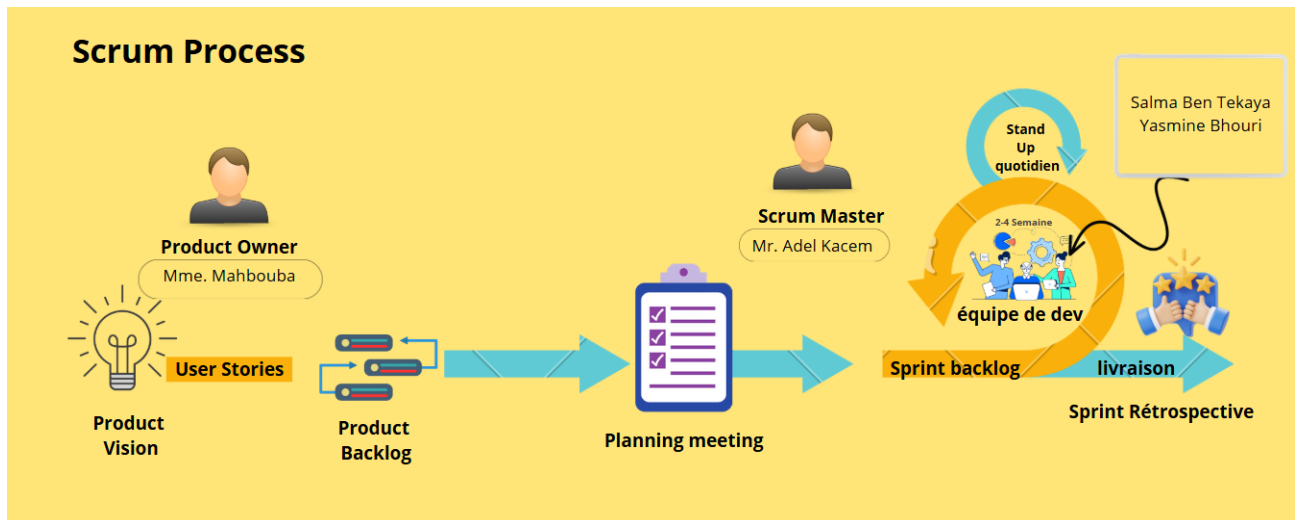 Scrum Process
Product Owner
Mme. Mahbouba
User Stories
Product
Vision
Product
Backlog
Planning meeting
Scrum Master
Mr. Adel Kacem
Stand
Up
quotidien
Salma Ben Tekaya
Yasmine Bhouri
2-4 Semaine
équipe de dev
Sprint backlog
livraison
Sprint Rétrospective